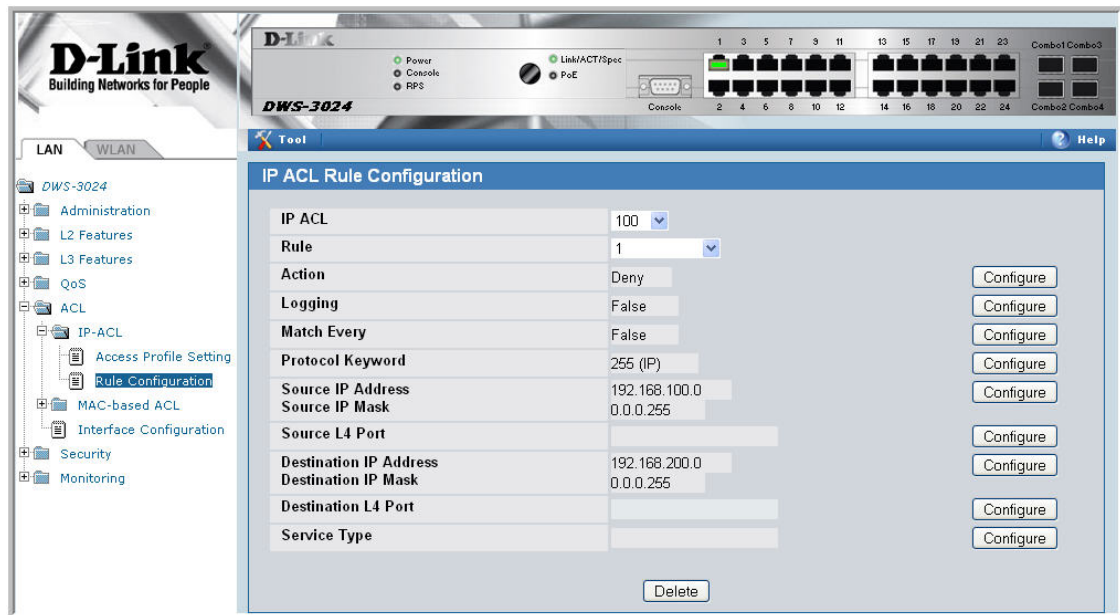 D-Link
Building Networks for People
D-Link
Power
Console
RPS
Link/ACT/Spec
PoE
Console
DWS-3024
1 3 5 7 9 11 13 15 17 19 21 23
2 4 6 8 10 12 14 16 18 20 22 24
Combo1 Combo3
Combo2 Combo4
Tool
Help
LAN
WLAN
DWS-3024
Administration
L2 Features
L3 Features
QoS
ACL
IP-ACL
Access Profile Setting
Rule Configuration
MAC-based ACL
Interface Configuration
Security
Monitoring
IP ACL Rule Configuration
IP ACL 100
Rule 1
Action Deny Configure
Logging False Configure
Match Every False Configure
Protocol Keyword 255 (IP) Configure
Source IP Address 192.168.100.0 Configure
Source IP Mask 0.0.0.255
Source L4 Port Configure
Destination IP Address 192.168.200.0 Configure
Destination IP Mask 0.0.0.255
Destination L4 Port Configure
Service Type Configure
Delete